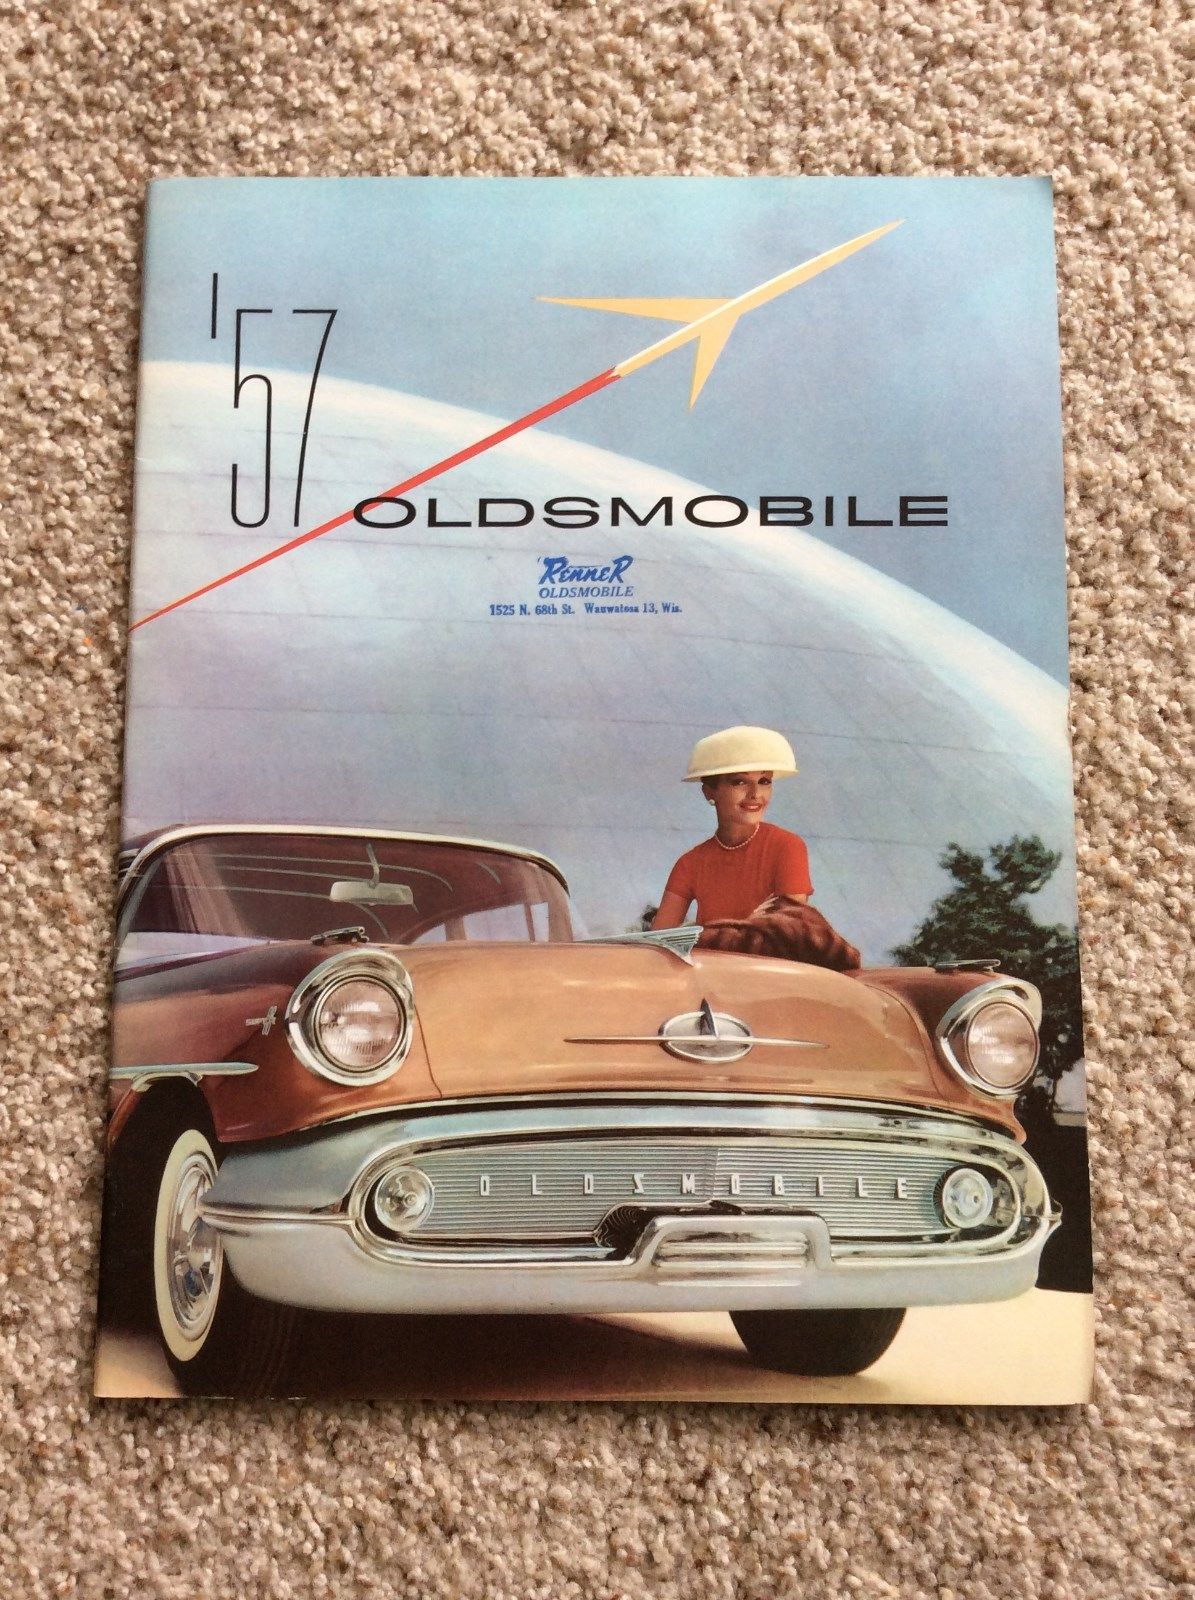 '57
OLDSMOBILE
Renner
OLDSMOBILE
1525 N. 68th St. Wauwatosa 13, Wis.
OLDSMOBILE